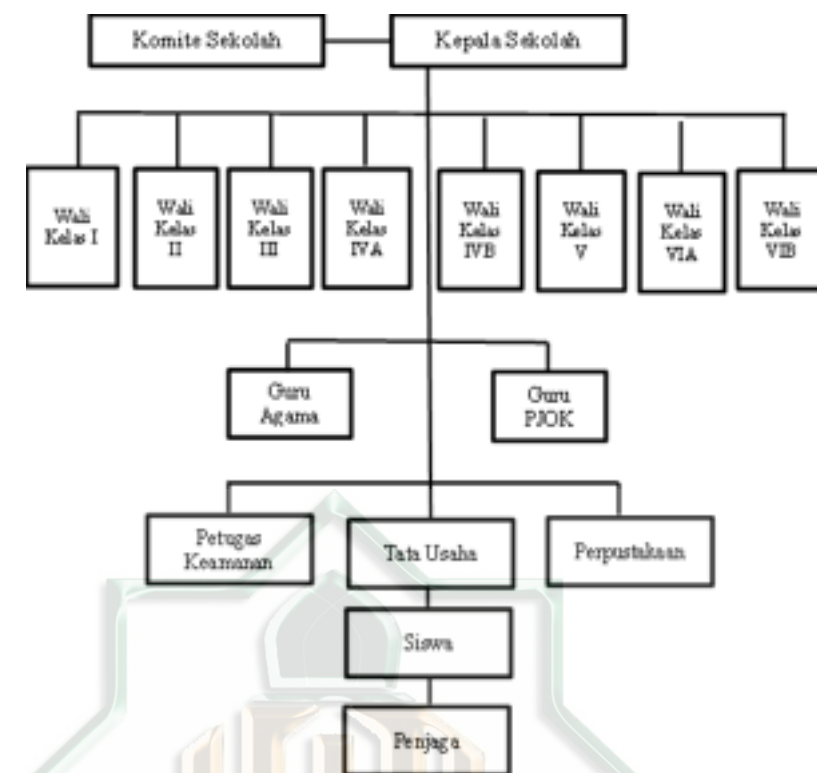 Komite Sekolah
Kepala Sekolah
Wali
Kelas I
Wali
Kelas
II
Wali
Kelas
III
Wali
Kelas
IVA
Wali
Kelas
IVB
Wali
Kelas
V
Wali
Kelas
VIA
Wali
Kelas
VIB
Guru
Agama
Guru
PJOK
Petugas
Keamanan
Tata Usaha
Perpustakaan
Siswa
Penjaga